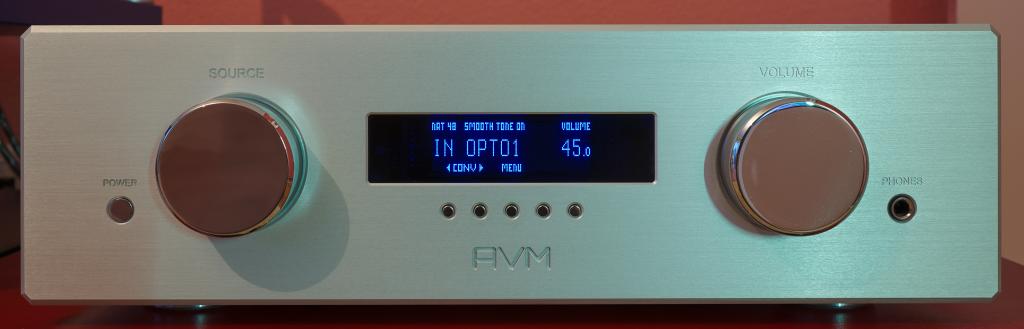 SOURCE
VOLUME
NAT 48 SMOOTH TONE ON VOLUME
IN OPTO1 45.0
CONV MENU
POWER
PHONES
AVM